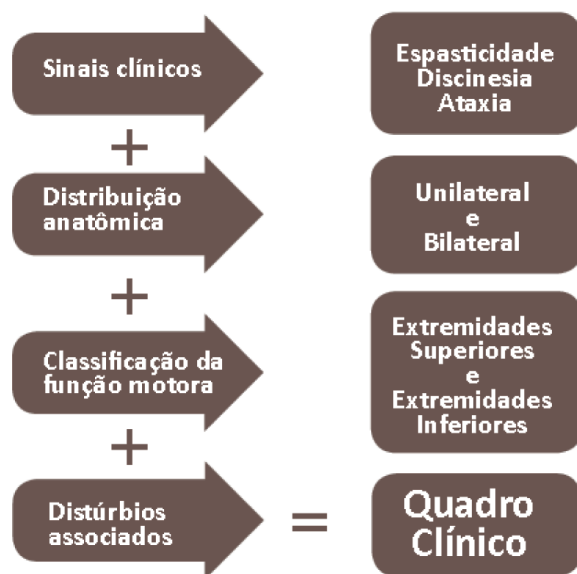 Sinais clínicos
Espasticidade
Discinesia
Ataxia
+
Distribuição
anatômica
Unilateral
e
Bilateral
+
Classificação da
função motora
Extremidades
Superiores
e
Extremidades
Inferiores
+
Distúrbios
associados
=
Quadro
Clínico